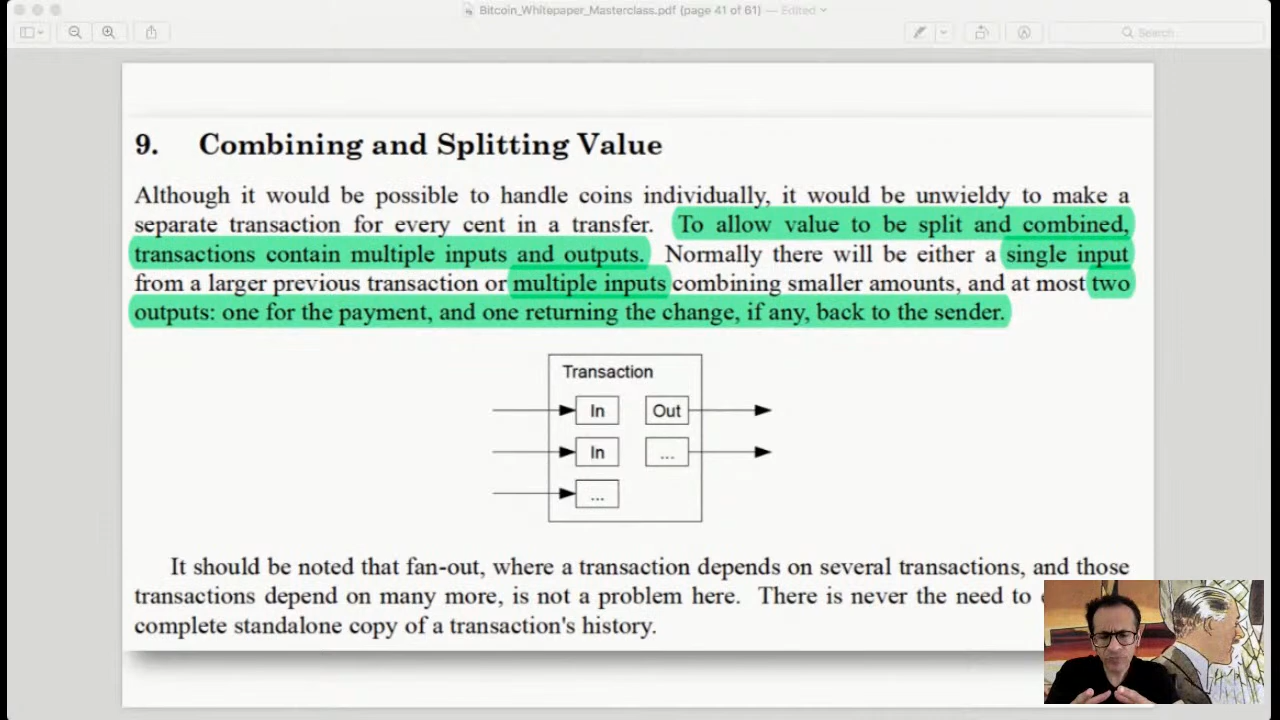 Bitcoin_Whitepaper_Masterclass.pdf (page 41 of 61) — Edited
Search
9. Combining and Splitting Value
Although it would be possible to handle coins individually, it would be unwieldy to make a
separate transaction for every cent in a transfer. To allow value to be split and combined,
transactions contain multiple inputs and outputs. Normally there will be either a single input
from a larger previous transaction or multiple inputs combining smaller amounts, and at most two
outputs: one for the payment, and one returning the change, if any, back to the sender.
Transaction
In Out
In ...
...
It should be noted that fan-out, where a transaction depends on several transactions, and those
transactions depend on many more, is not a problem here. There is never the need to
complete standalone copy of a transaction's history.